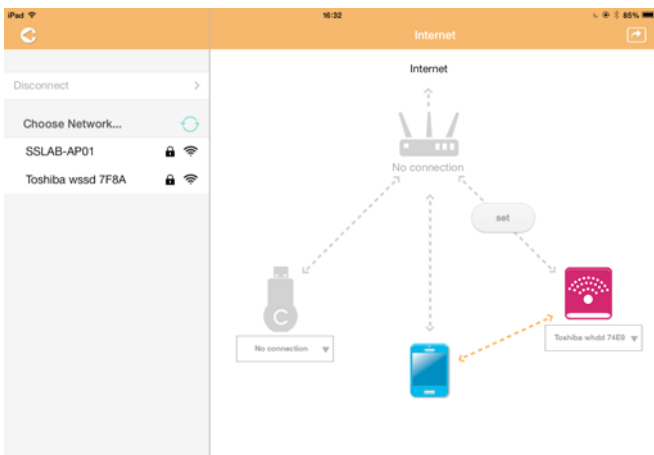 iPad
16:32
85%
Internet
Disconnect
Choose Network...
SSLAB-AP01
Toshiba wssd 7F8A
Internet
No connection
set
C
No connection
Toshiba whdd 74E9